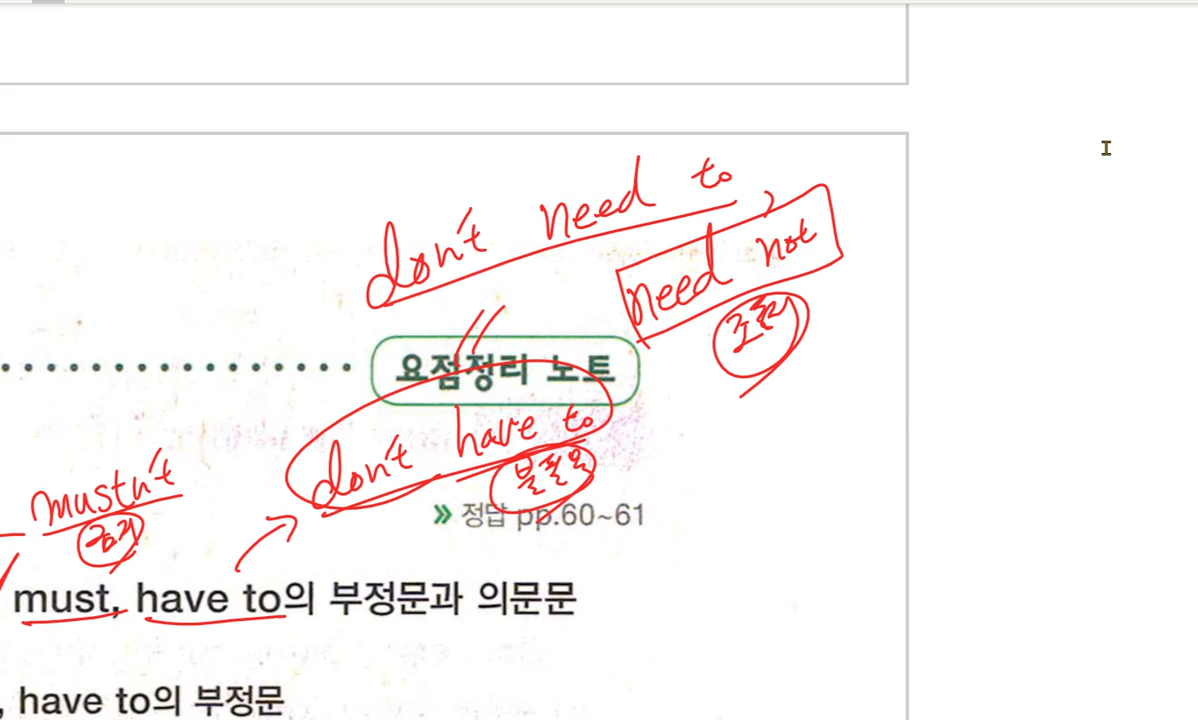 don't need to,
need not
조동사
요점정리 노트
don't have to
불필요
mustn't
금지
» 정답 pp.60~61
must, have to의 부정문과 의문문
, have to의 부정문